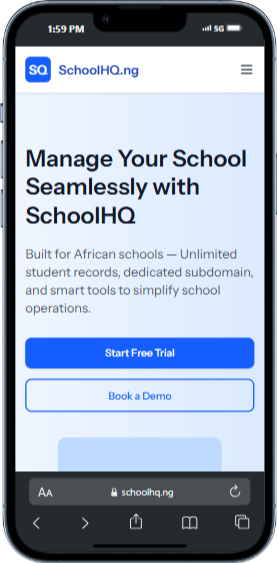 1:59 PM 5G
SQ SchoolHQ.ng
Manage Your School
Seamlessly with
SchoolHQ
Built for African schools — Unlimited
student records, dedicated subdomain,
and smart tools to simplify school
operations.
Start Free Trial
Book a Demo
AA schoolhq.ng